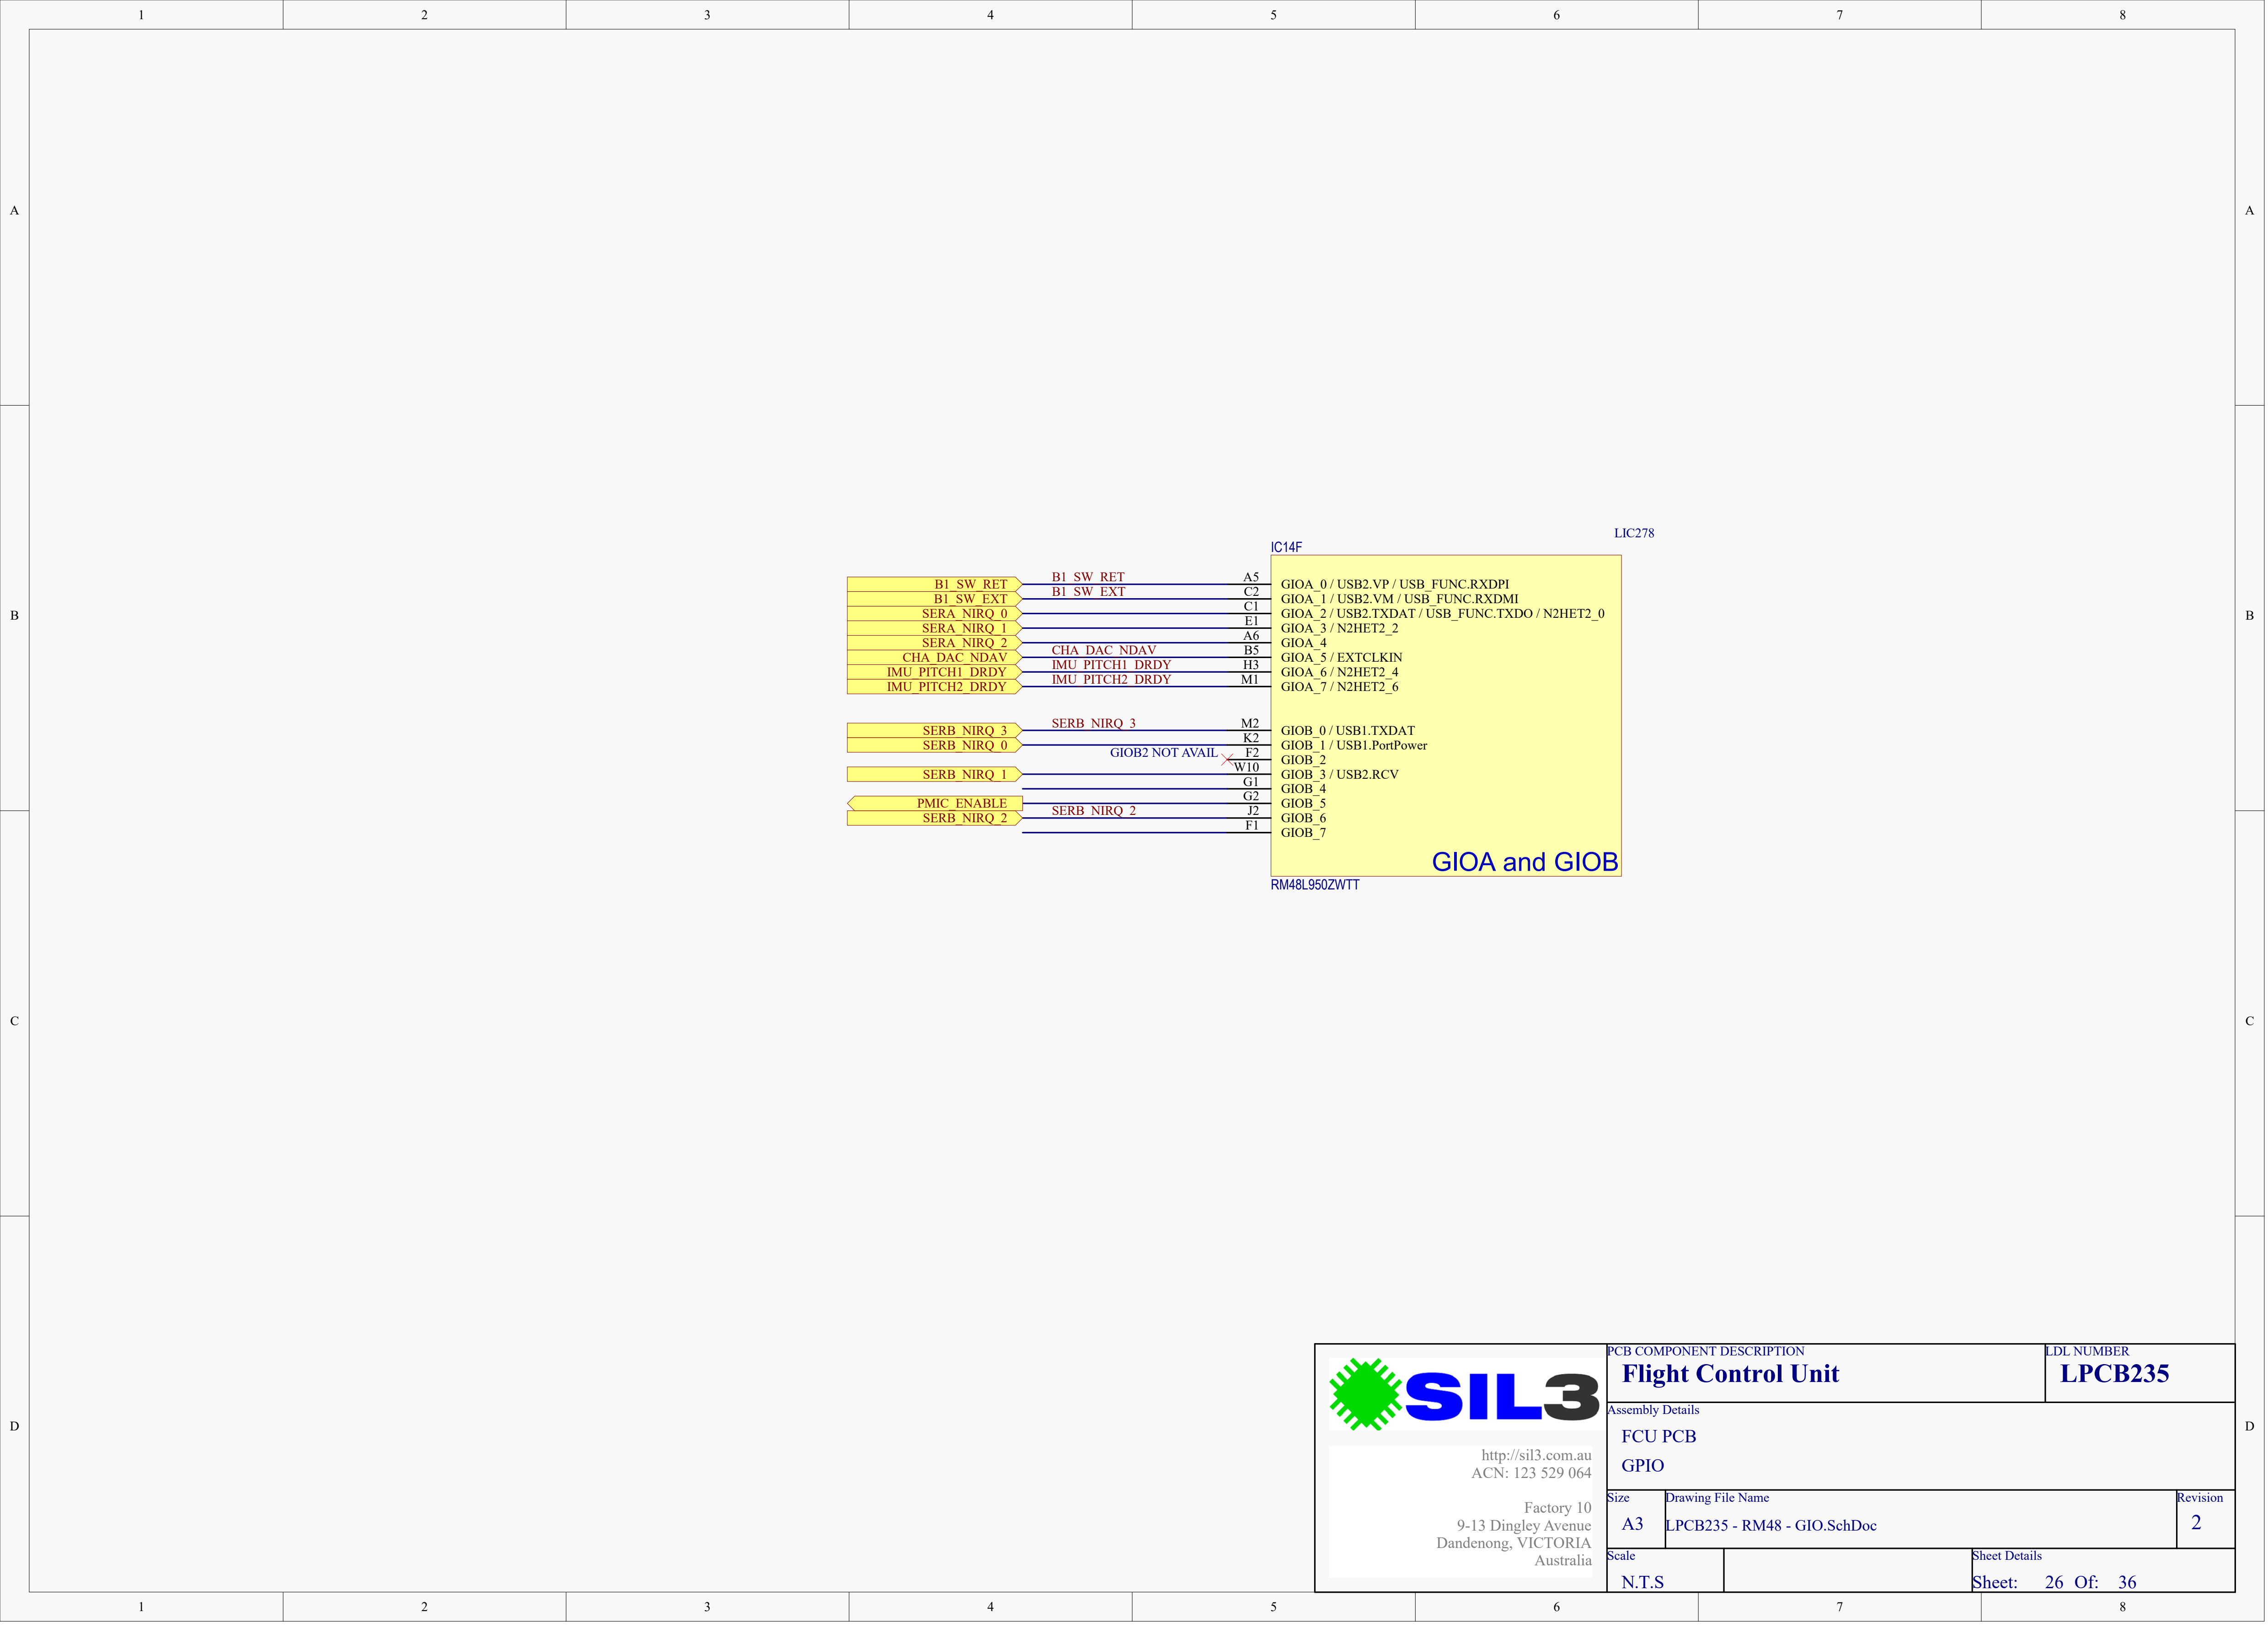 1 2 3 4 5 6 7 8
A A
LIC278
IC14F
B1_SW_RET B1_SW_RET A5 GIOA_0 / USB2.VP / USB_FUNC.RXDPI
B1_SW_EXT B1_SW_EXT C2 GIOA_1 / USB2.VM / USB_FUNC.RXDMI
SERA_NIRQ_0 C1 GIOA_2 / USB2.TXDAT / USB_FUNC.TXDO / N2HET2_0
B B
SERA_NIRQ_1 E1 GIOA_3 / N2HET2_2
SERA_NIRQ_2 A6 GIOA_4
CHA_DAC_NDAV CHA_DAC_NDAV B5 GIOA_5 / EXTCLKIN
IMU_PITCH1_DRDY IMU_PITCH1_DRDY H3 GIOA_6 / N2HET2_4
IMU_PITCH2_DRDY IMU_PITCH2_DRDY M1 GIOA_7 / N2HET2_6
SERB_NIRQ_3 SERB_NIRQ_3 M2 GIOB_0 / USB1.TXDAT
SERB_NIRQ_0 K2 GIOB_1 / USB1.PortPower
GIOB2 NOT AVAIL F2 GIOB_2
SERB_NIRQ_1 W10 GIOB_3 / USB2.RCV
G1 GIOB_4
PMIC_ENABLE G2 GIOB_5
SERB_NIRQ_2 SERB_NIRQ_2 J2 GIOB_6
F1 GIOB_7
GIOA and GIOB
RM48L950ZWTT
C C
D D
SIL3
http://sil3.com.au
ACN: 123 529 064
Factory 10
9-13 Dingley Avenue
Dandenong, VICTORIA
Australia
PCB COMPONENT DESCRIPTION
Flight Control Unit
LDL NUMBER
LPCB235
Assembly Details
FCU PCB
GPIO
Size
A3
Drawing File Name
LPCB235 - RM48 - GIO.SchDoc
Revision
2
Scale
N.T.S
Sheet Details
Sheet: 26 Of: 36
1 2 3 4 5 6 7 8